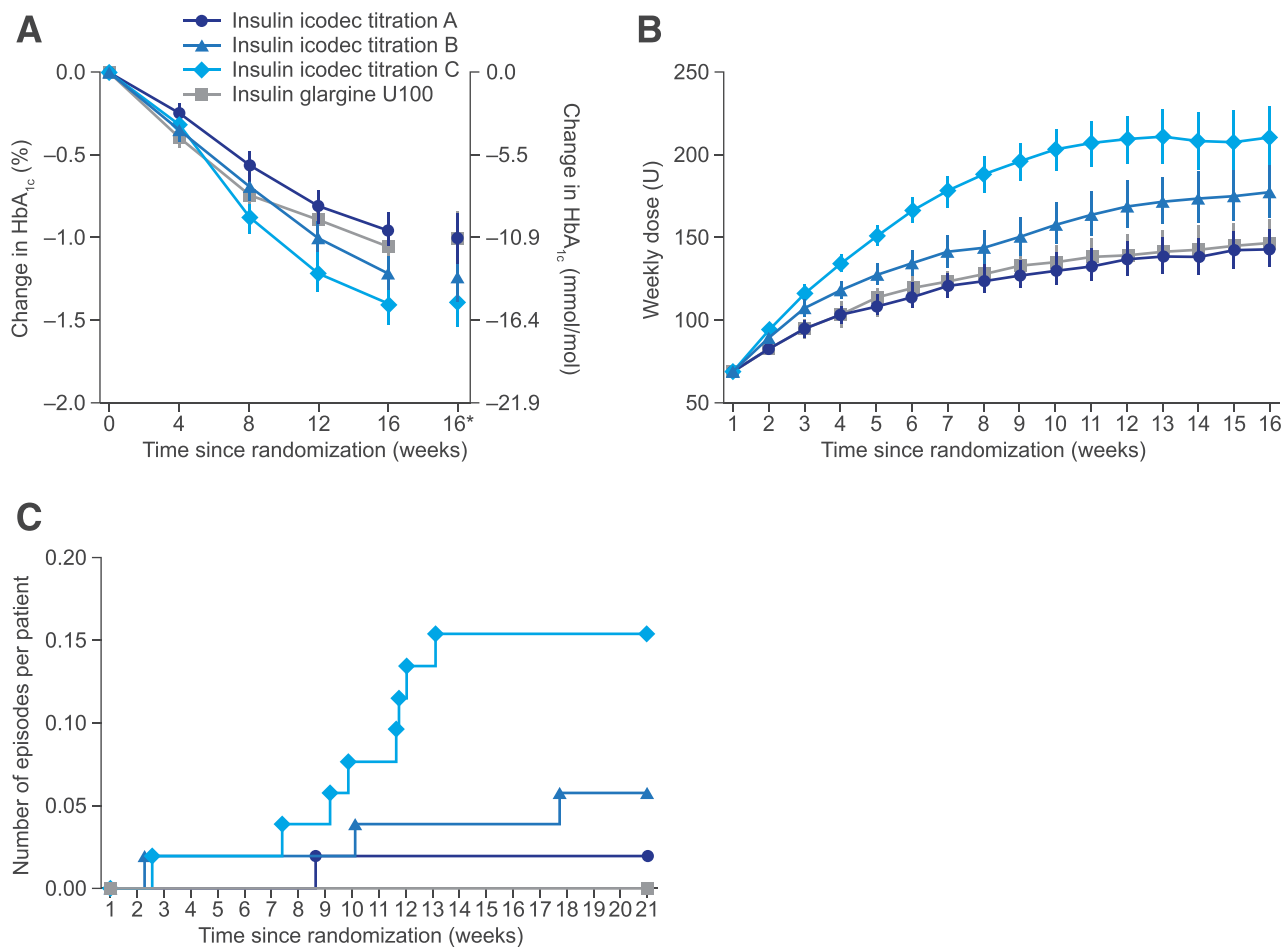 A
Insulin icodec titration A
Insulin icodec titration B
Insulin icodec titration C
Insulin glargine U100
Change in HbA1c (%)
0.0
–0.5
–1.0
–1.5
–2.0
0.0
–5.5
–10.9
–16.4
–21.9
Change in HbA1c (mmol/mol)
0 4 8 12 16 16*
Time since randomization (weeks)
B
Weekly dose (U)
250
200
150
100
50
1 2 3 4 5 6 7 8 9 10 11 12 13 14 15 16
Time since randomization (weeks)
C
Number of episodes per patient
0.20
0.15
0.10
0.05
0.00
1 2 3 4 5 6 7 8 9 10 11 12 13 14 15 16 17 18 19 20 21
Time since randomization (weeks)